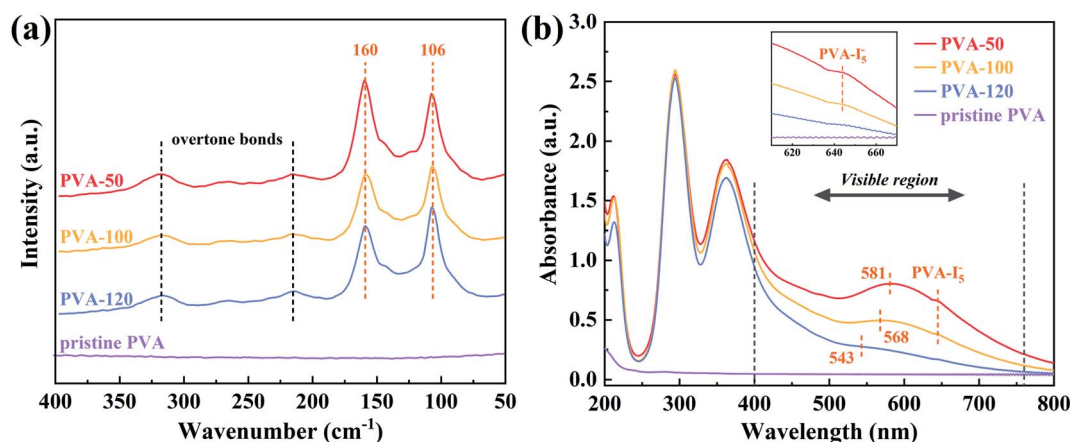 (a)
160
106
overtone bonds
PVA-50
PVA-100
PVA-120
pristine PVA
Intensity (a.u.)
400
350
300
250
200
150
100
50
Wavenumber (cm⁻¹)
(b)
3.0
2.5
2.0
1.5
1.0
0.5
0.0
Absorbance (a.u.)
PVA-I₅⁻
620
640
660
PVA-50
PVA-100
PVA-120
pristine PVA
Visible region
581
PVA-I₅⁻
568
543
200
300
400
500
600
700
800
Wavelength (nm)